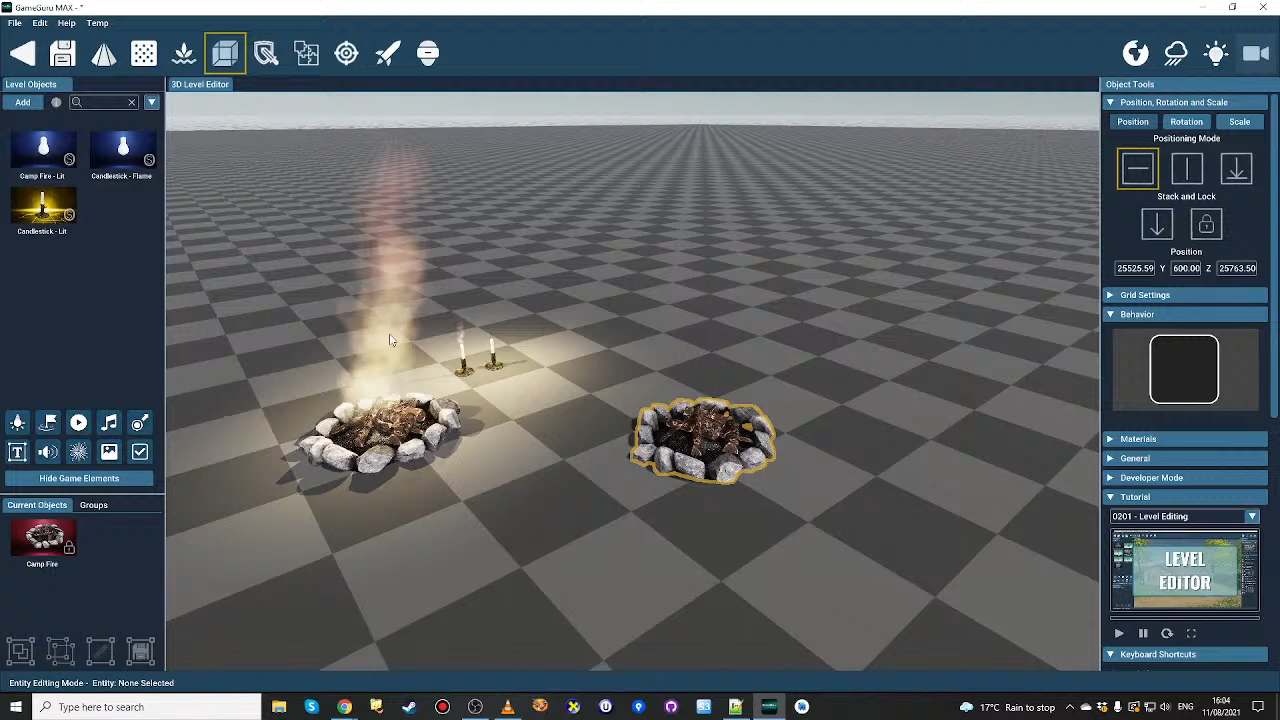 GameGuru MAX - *
File Edit Help Temp
Level Objects
3D Level Editor
Object Tools
Add
Position, Rotation and Scale
Position Rotation Scale
Positioning Mode
Camp Fire - Lit
Candlestick - Flame
Stack and Lock
Candlestick - Lit
Position
25525.59 Y 600.00 Z 25763.50
Grid Settings
Behavior
Materials
General
Hide Game Elements
Developer Mode
Tutorial
Current Objects Groups
0201 - Level Editing
Camp Fire
LEVEL
EDITOR
Keyboard Shortcuts
Entity Editing Mode - Entity: None Selected
Type here to search
17°C Rain to stop
ENG
16:04
11/08/2021